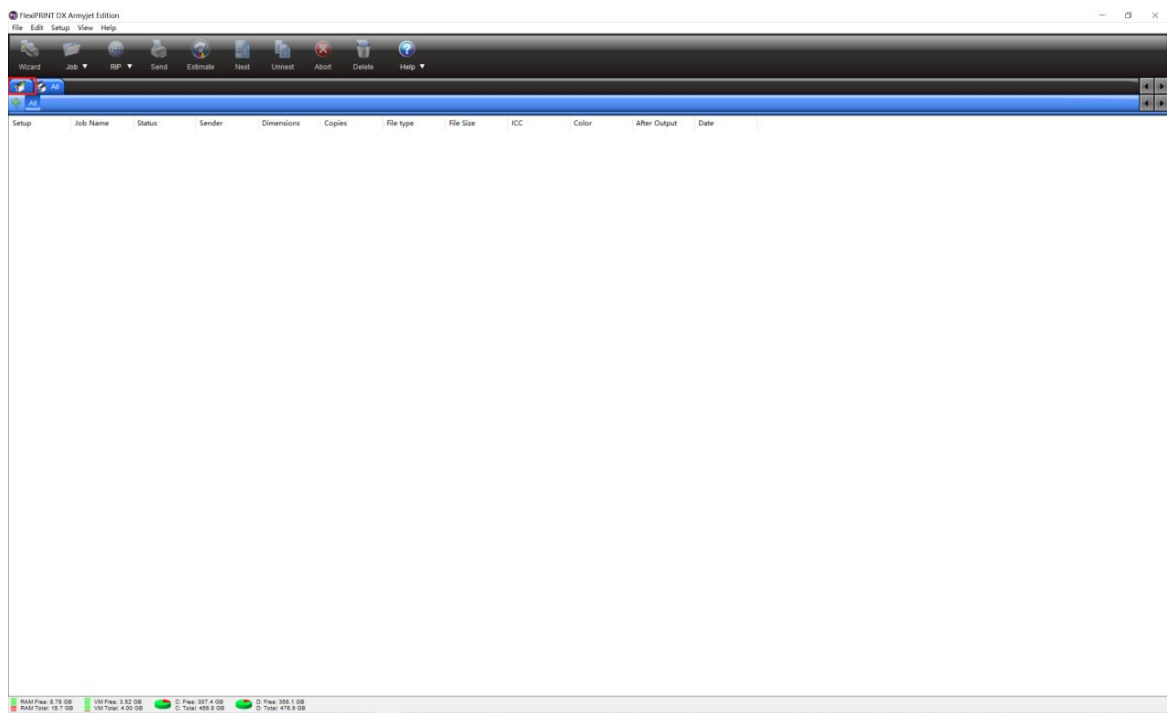 FlexiPRINT DX Armyjet Edition
File Edit Setup View Help
Wizard Job RIP Send Estimate Nest Unnest Abort Delete Help
All
All
Setup Job Name Status Sender Dimensions Copies File type File Size ICC Color After Output Date
RAM Free: 8.76 GB VM Free: 3.52 GB C: Free: 307.4 GB D: Free: 368.1 GB
RAM Total: 15.7 GB VM Total: 4.00 GB C: Total: 456.8 GB D: Total: 476.9 GB